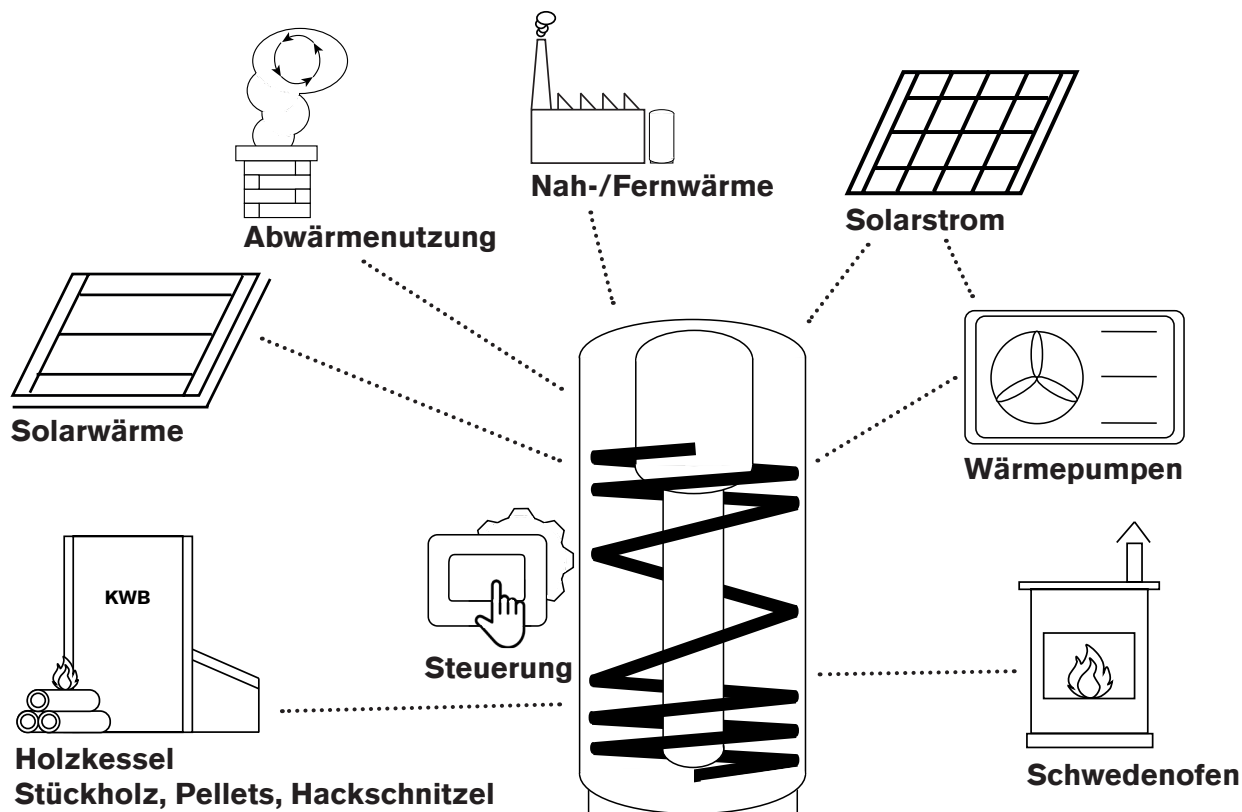 Nah-/Fernwärme
Solarstrom
Abwärmenutzung
Solarwärme
Wärmepumpen
KWB
Steuerung
Holzkessel
Stückholz, Pellets, Hackschnitzel
Schwedenofen